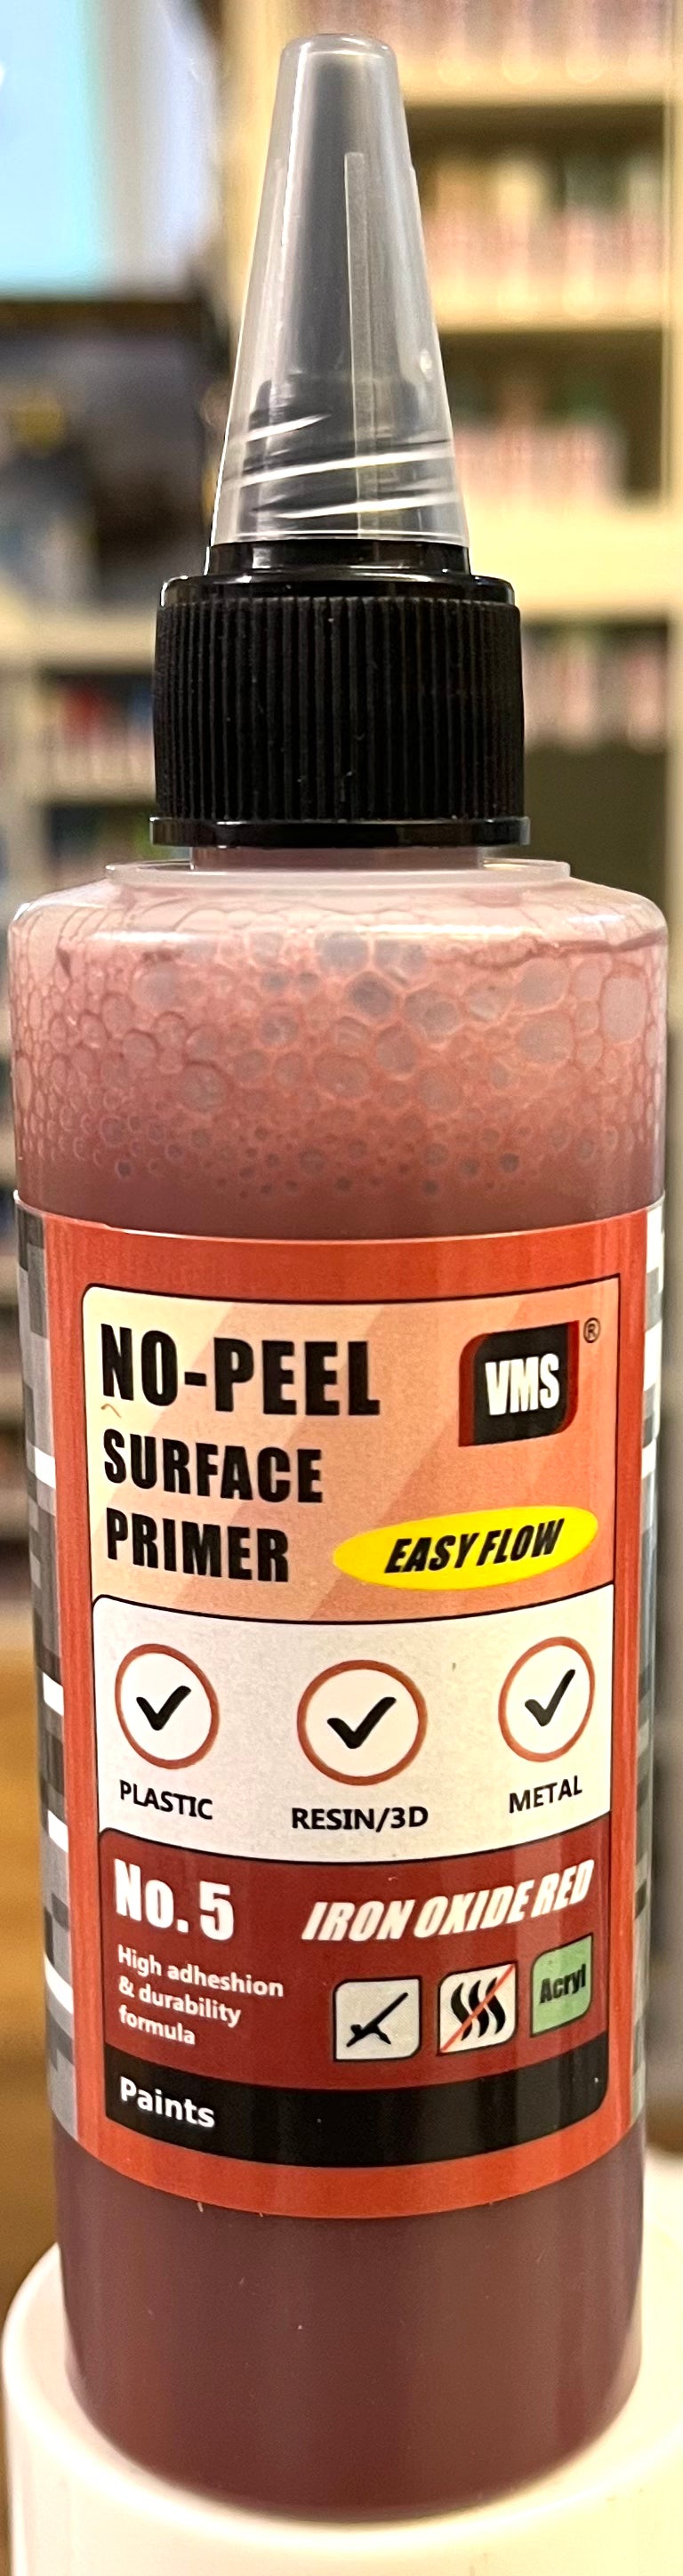 NO-PEEL
VMS®
SURFACE
PRIMER
EASY FLOW
PLASTIC
RESIN/3D
METAL
No. 5
IRON OXIDE RED
High adheshion
& durability
formula
Acryl
Paints